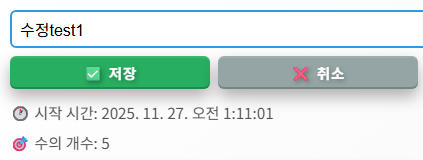 수정test1
✅ 저장 ❌ 취소
🕐 시작 시간: 2025. 11. 27. 오전 1:11:01
🎯 수의 개수: 5